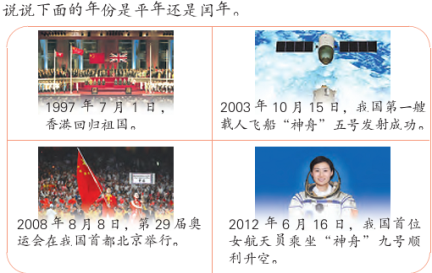 说说下面的年份是平年还是闰年。
1997 年 7 月 1 日，
香港回归祖国。
2003 年 10 月 15 日，我国第一艘
载人飞船“神舟”五号发射成功。
2008 年 8 月 8 日，第 29 届奥
运会在我国首都北京举行。
2012 年 6 月 16 日，我国首位
女航天员乘坐“神舟”九号顺
利升空。